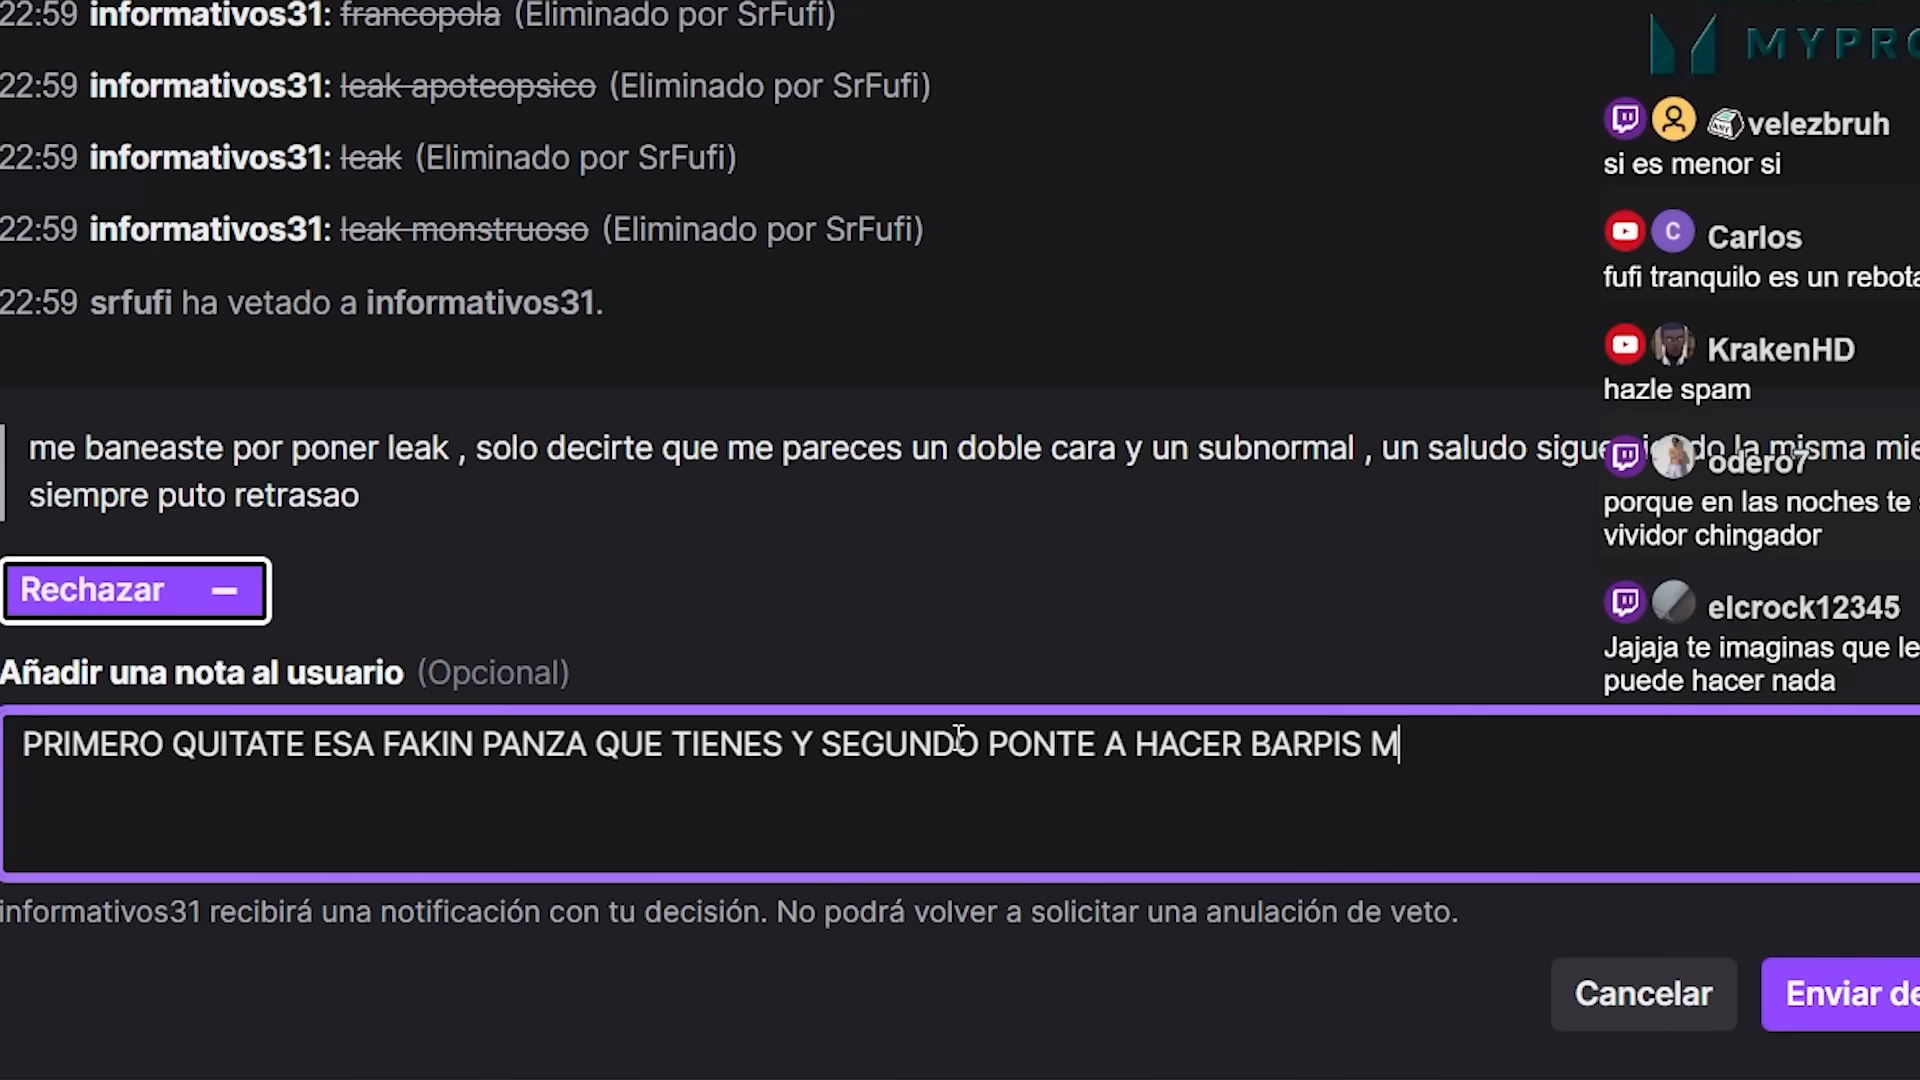 22:59 informativos31: francopola (Eliminado por SrFufi)
22:59 informativos31: leak apoteopsico (Eliminado por SrFufi)
22:59 informativos31: leak (Eliminado por SrFufi)
22:59 informativos31: leak monstruoso (Eliminado por SrFufi)
22:59 srfufi ha vetado a informativos31.
me baneaste por poner leak , solo decirte que me pareces un doble cara y un subnormal , un saludo sigue la misma
siempre puto retrasao
Rechazar
Añadir una nota al usuario (Opcional)
PRIMERO QUITATE ESA FAKIN PANZA QUE TIENES Y SEGUNDO PONTE A HACER BARPIS M
informativos31 recibirá una notificación con tu decisión. No podrá volver a solicitar una anulación de veto.
Cancelar
Enviar de
MYPRO
velezbruh
si es menor si
C Carlos
fufi tranquilo es un rebota
KrakenHD
hazle spam
odero7
porque en las noches te
vividor chingador
elcrock12345
Jajaja te imaginas que le
puede hacer nada